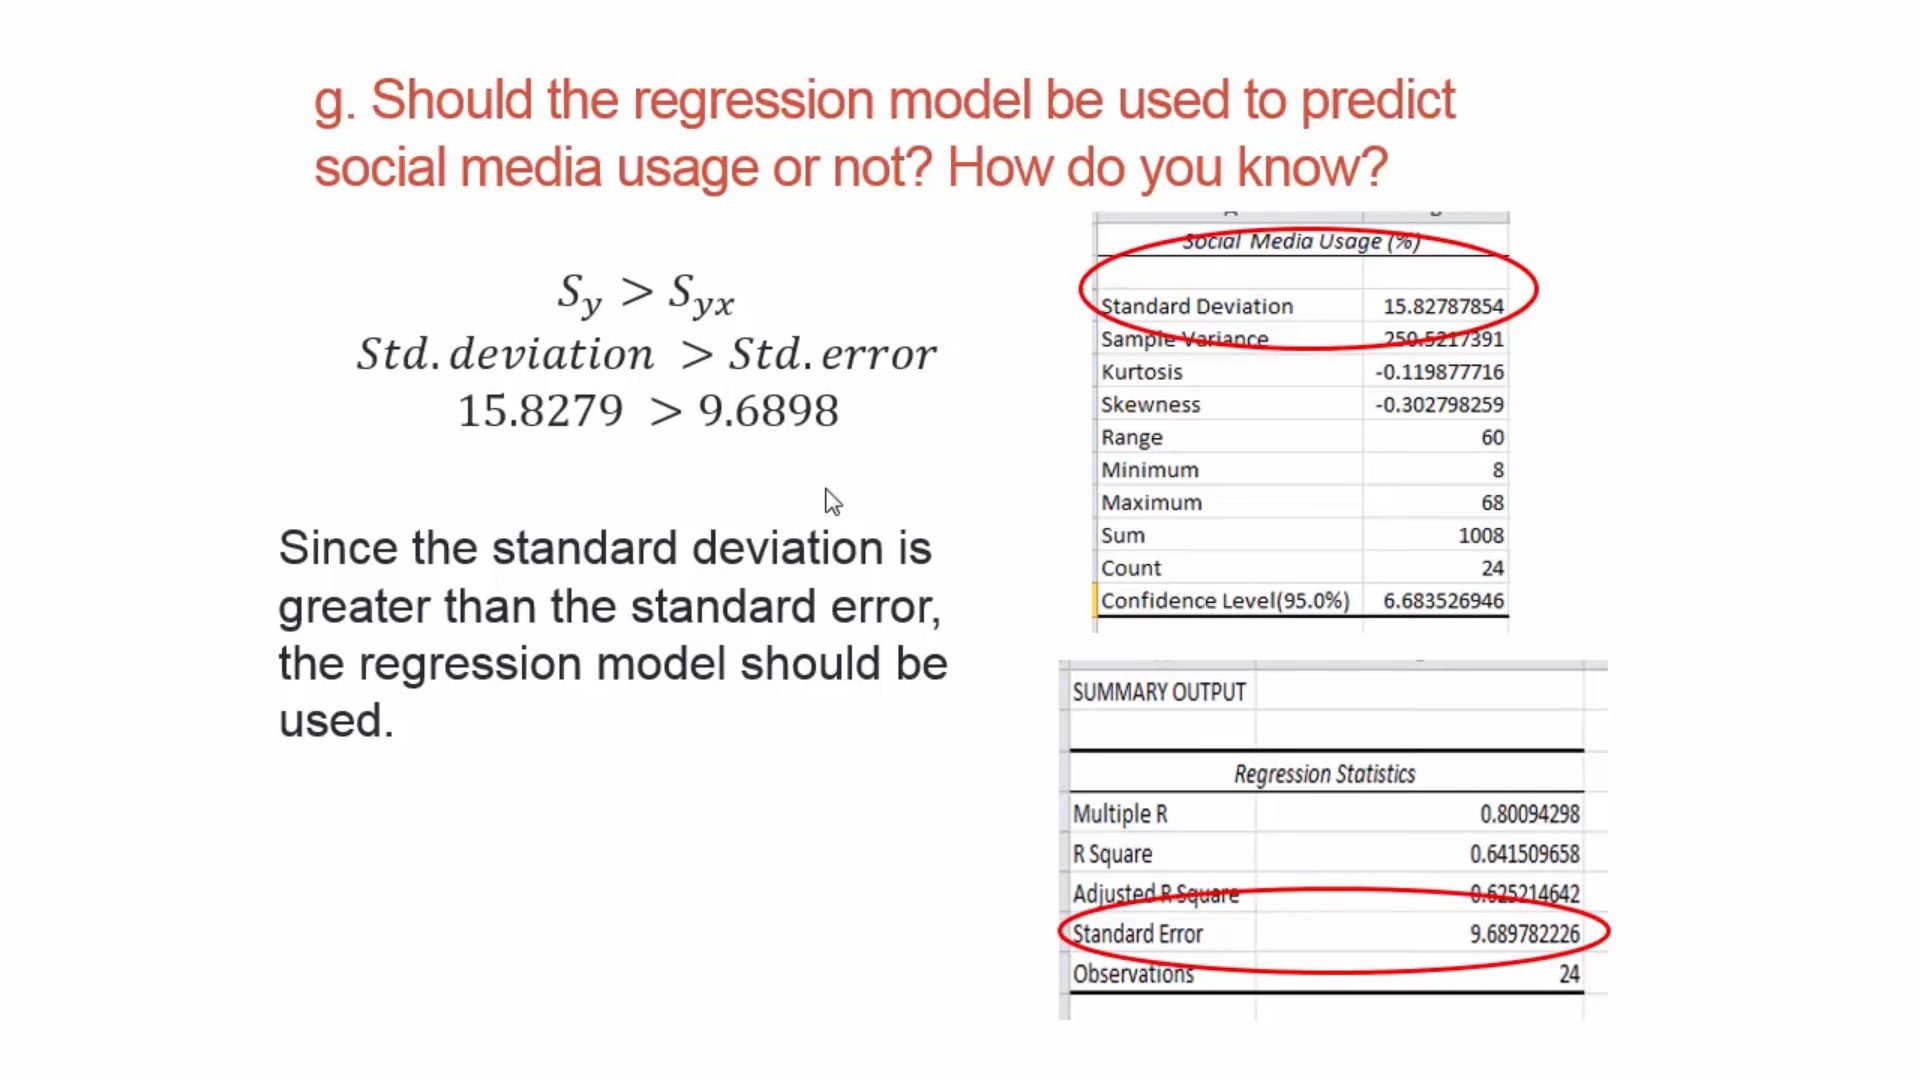 g. Should the regression model be used to predict
social media usage or not? How do you know?
S_y > S_yx
Std. deviation > Std. error
15.8279 > 9.6898
Since the standard deviation is
greater than the standard error,
the regression model should be
used.
Social Media Usage (%)
Standard Deviation 15.82787854
Sample Variance 250.5217391
Kurtosis -0.119877716
Skewness -0.302798259
Range 60
Minimum 8
Maximum 68
Sum 1008
Count 24
Confidence Level(95.0%) 6.683526946
SUMMARY OUTPUT
Regression Statistics
Multiple R 0.80094298
R Square 0.641509658
Adjusted R Square 0.625214642
Standard Error 9.689782226
Observations 24